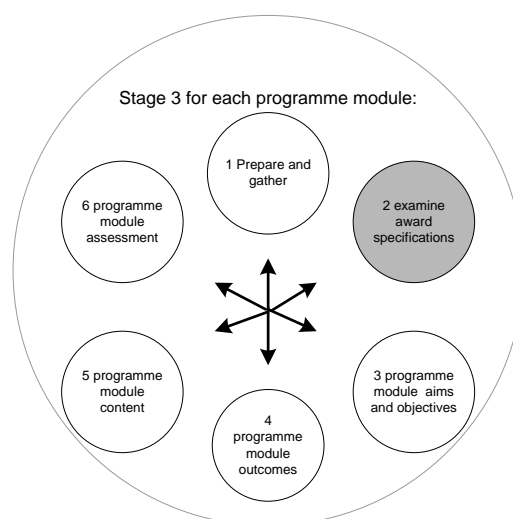 Stage 3 for each programme module:
1 Prepare and
gather
2 examine
award
specifications
3 programme
module aims
and objectives
4
programme
module
outcomes
5 programme
module
content
6 programme
module
assessment